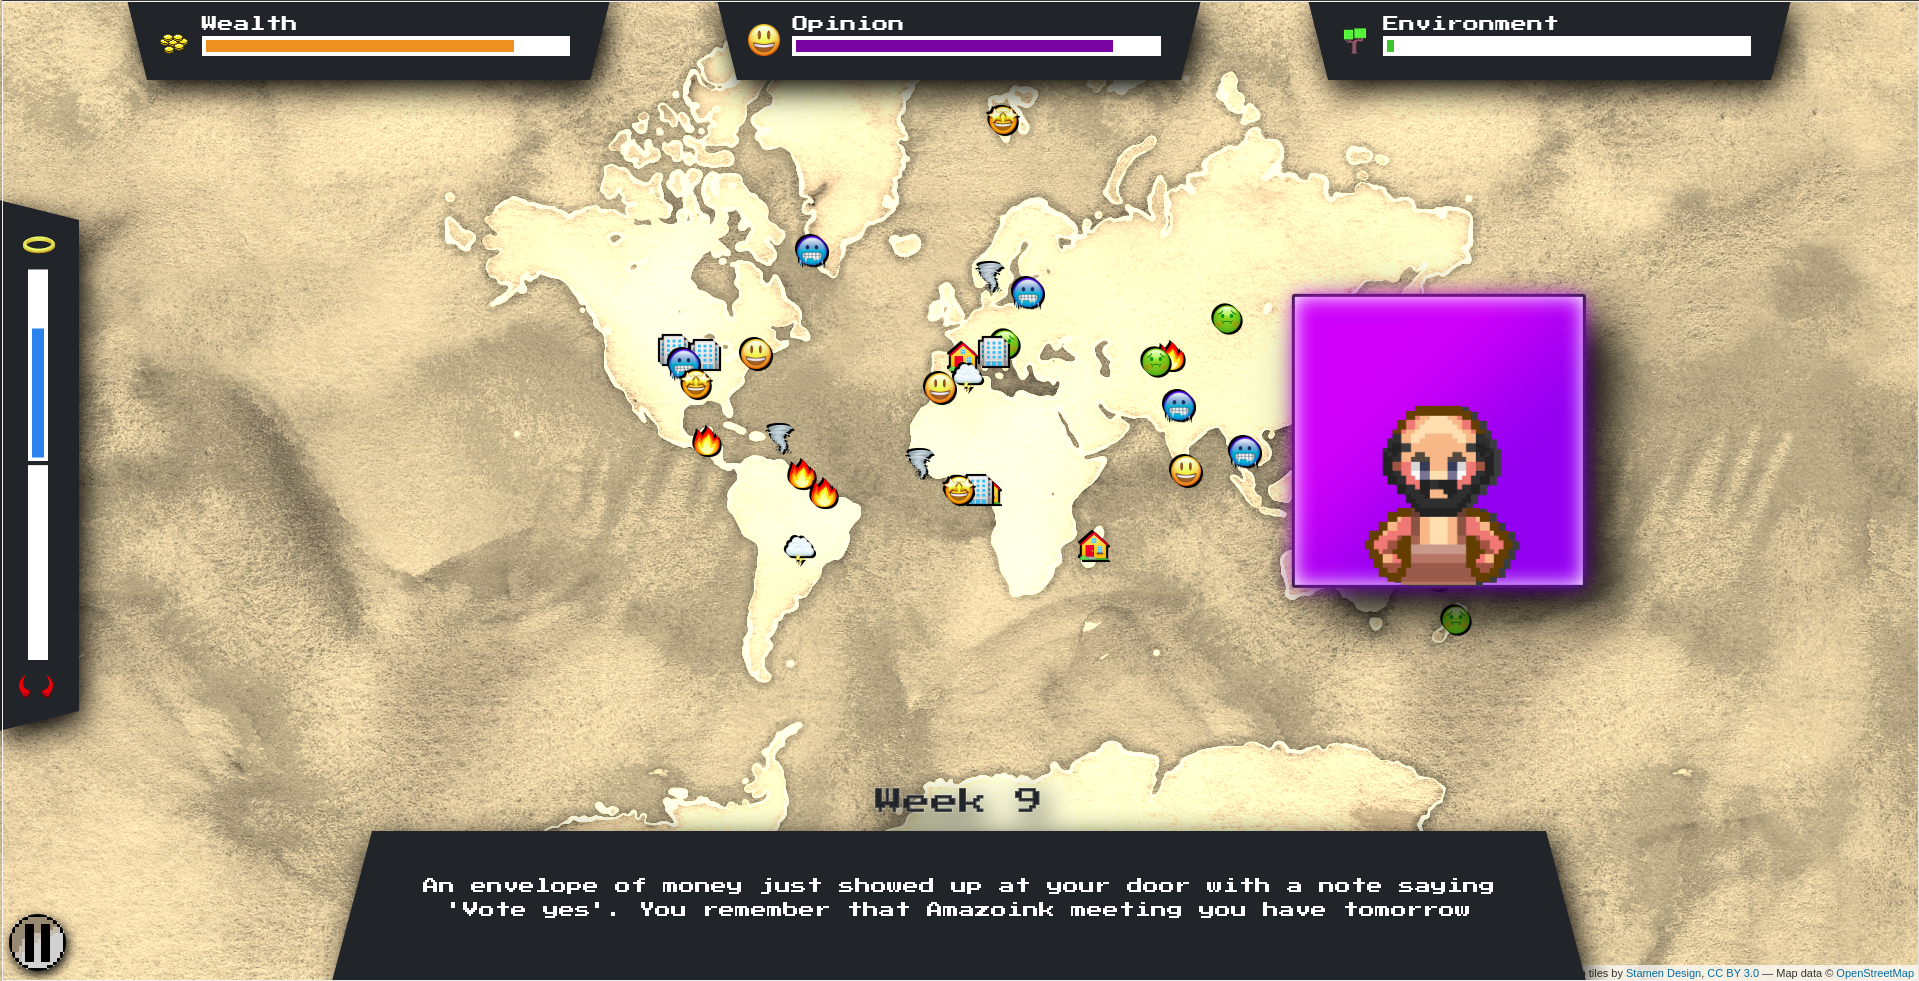 Wealth
Opinion
Environment
Week 9
An envelope of money just showed up at your door with a note saying
'Vote yes'. You remember that Amazoink meeting you have tomorrow
tiles by Stamen Design, CC BY 3.0 — Map data © OpenStreetMap